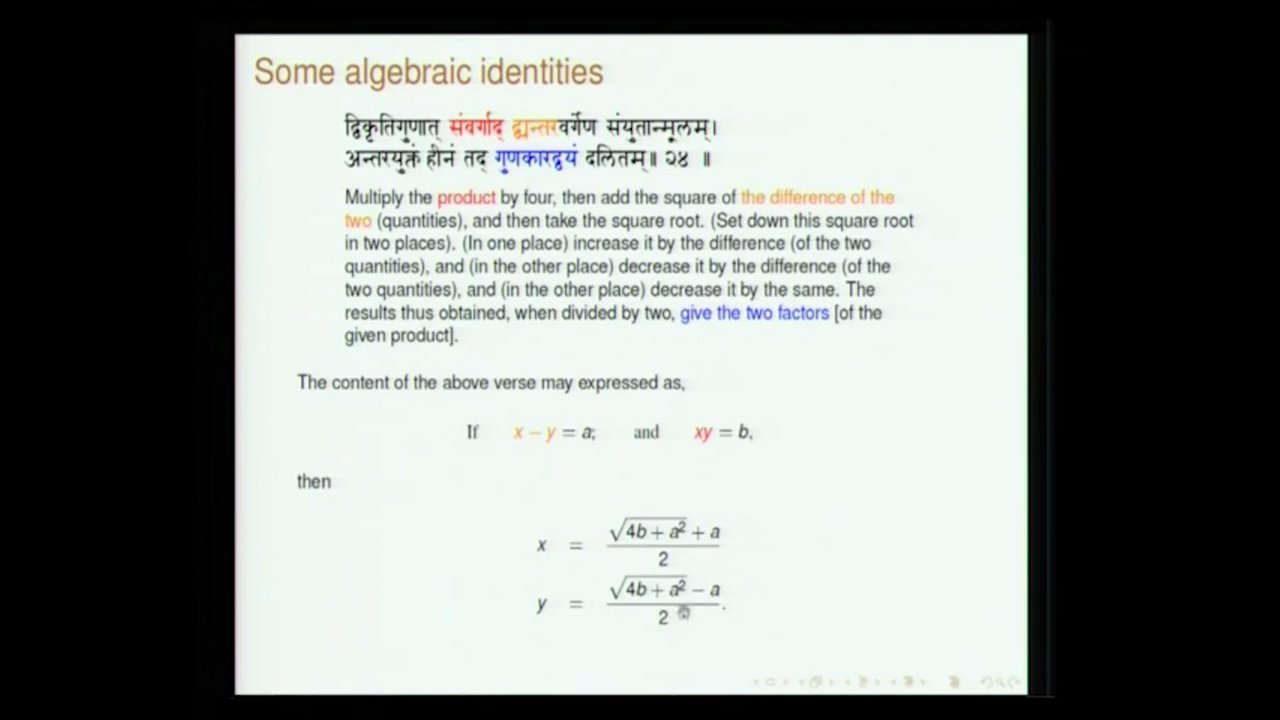 Some algebraic identities
द्विकृतिगुणात् संवर्गाद् द्व्यन्तरवर्गेण संयुतान्मूलम्।
अन्तरयुक्तं हीनं तद् गुणकारद्वयं दलितम्॥ २४ ॥
Multiply the product by four, then add the square of the difference of the
two (quantities), and then take the square root. (Set down this square root
in two places). (In one place) increase it by the difference (of the two
quantities), and (in the other place) decrease it by the difference (of the
two quantities), and (in the other place) decrease it by the same. The
results thus obtained, when divided by two, give the two factors [of the
given product].
The content of the above verse may expressed as,
If x − y = a; and xy = b,
then
x = (√(4b + a²) + a) / 2
y = (√(4b + a²) − a) / 2.